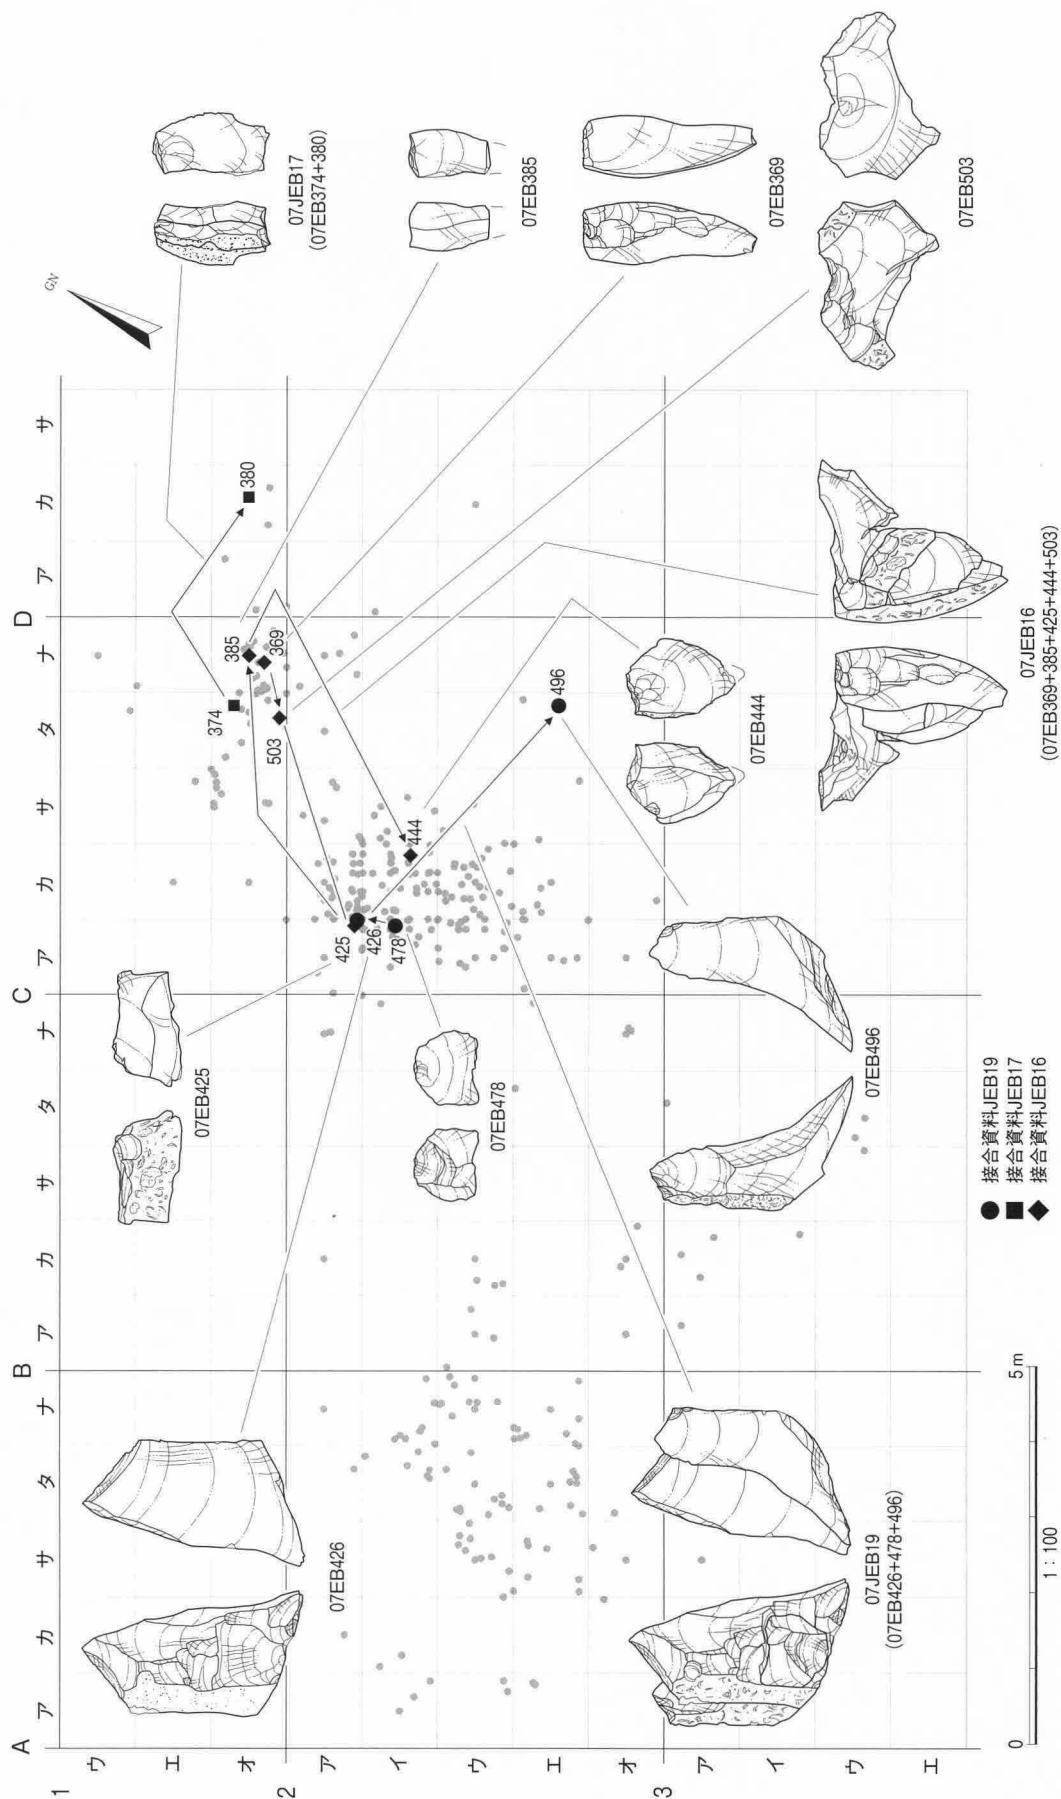 A
B
C
D
ア
カ
サ
タ
ナ
ア
カ
サ
タ
ナ
ア
カ
サ
タ
ナ
ア
カ
サ
1
ウ
エ
オ
2
ア
イ
ウ
エ
オ
3
ア
イ
ウ
エ
GN
380
385
369
374
503
496
444
425
426
478
07EB426
07EB425
07EB478
07JEB19
(07EB426+478+496)
07EB496
07EB444
07JEB16
(07EB369+385+425+444+503)
07JEB17
(07EB374+380)
07EB385
07EB369
07EB503
● 接合資料JEB19
■ 接合資料JEB17
◆ 接合資料JEB16
0
5m
1:100